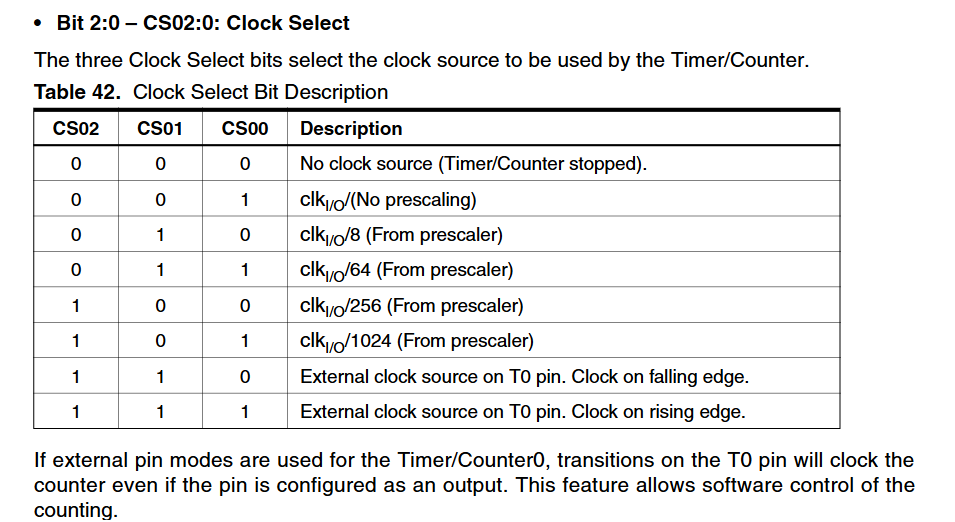 • Bit 2:0 – CS02:0: Clock Select
The three Clock Select bits select the clock source to be used by the Timer/Counter.
Table 42. Clock Select Bit Description
CS02 CS01 CS00 Description
0 0 0 No clock source (Timer/Counter stopped).
0 0 1 clkI/O/(No prescaling)
0 1 0 clkI/O/8 (From prescaler)
0 1 1 clkI/O/64 (From prescaler)
1 0 0 clkI/O/256 (From prescaler)
1 0 1 clkI/O/1024 (From prescaler)
1 1 0 External clock source on T0 pin. Clock on falling edge.
1 1 1 External clock source on T0 pin. Clock on rising edge.
If external pin modes are used for the Timer/Counter0, transitions on the T0 pin will clock the
counter even if the pin is configured as an output. This feature allows software control of the
counting.